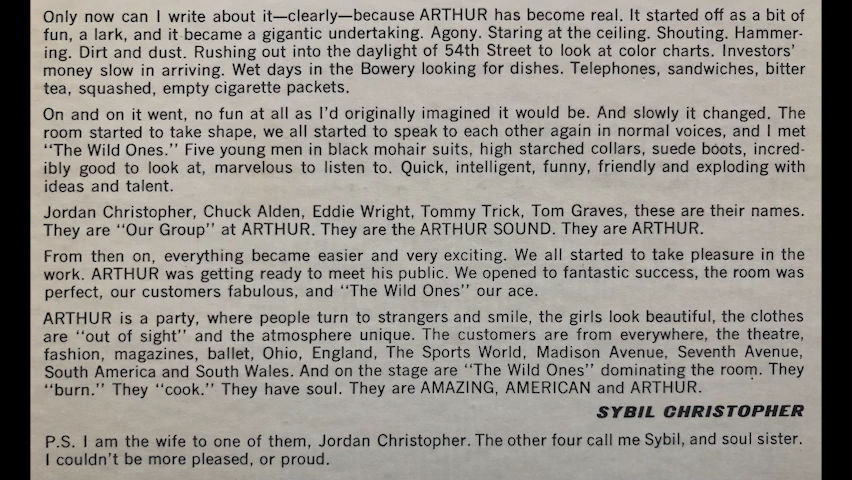 Only now can I write about it—clearly—because ARTHUR has become real. It started off as a bit of
fun, a lark, and it became a gigantic undertaking. Agony. Staring at the ceiling. Shouting. Hammer-
ing. Dirt and dust. Rushing out into the daylight of 54th Street to look at color charts. Investors'
money slow in arriving. Wet days in the Bowery looking for dishes. Telephones, sandwiches, bitter
tea, squashed, empty cigarette packets.
On and on it went, no fun at all as I'd originally imagined it would be. And slowly it changed. The
room started to take shape, we all started to speak to each other again in normal voices, and I met
"The Wild Ones." Five young men in black mohair suits, high starched collars, suede boots, incred-
ibly good to look at, marvelous to listen to. Quick, intelligent, funny, friendly and exploding with
ideas and talent.
Jordan Christopher, Chuck Alden, Eddie Wright, Tommy Trick, Tom Graves, these are their names.
They are "Our Group" at ARTHUR. They are the ARTHUR SOUND. They are ARTHUR.
From then on, everything became easier and very exciting. We all started to take pleasure in the
work. ARTHUR was getting ready to meet his public. We opened to fantastic success, the room was
perfect, our customers fabulous, and "The Wild Ones" our ace.
ARTHUR is a party, where people turn to strangers and smile, the girls look beautiful, the clothes
are "out of sight" and the atmosphere unique. The customers are from everywhere, the theatre,
fashion, magazines, ballet, Ohio, England, The Sports World, Madison Avenue, Seventh Avenue,
South America and South Wales. And on the stage are "The Wild Ones" dominating the room. They
"burn." They "cook." They have soul. They are AMAZING, AMERICAN and ARTHUR.
SYBIL CHRISTOPHER
P.S. I am the wife to one of them, Jordan Christopher. The other four call me Sybil, and soul sister.
I couldn't be more pleased, or proud.